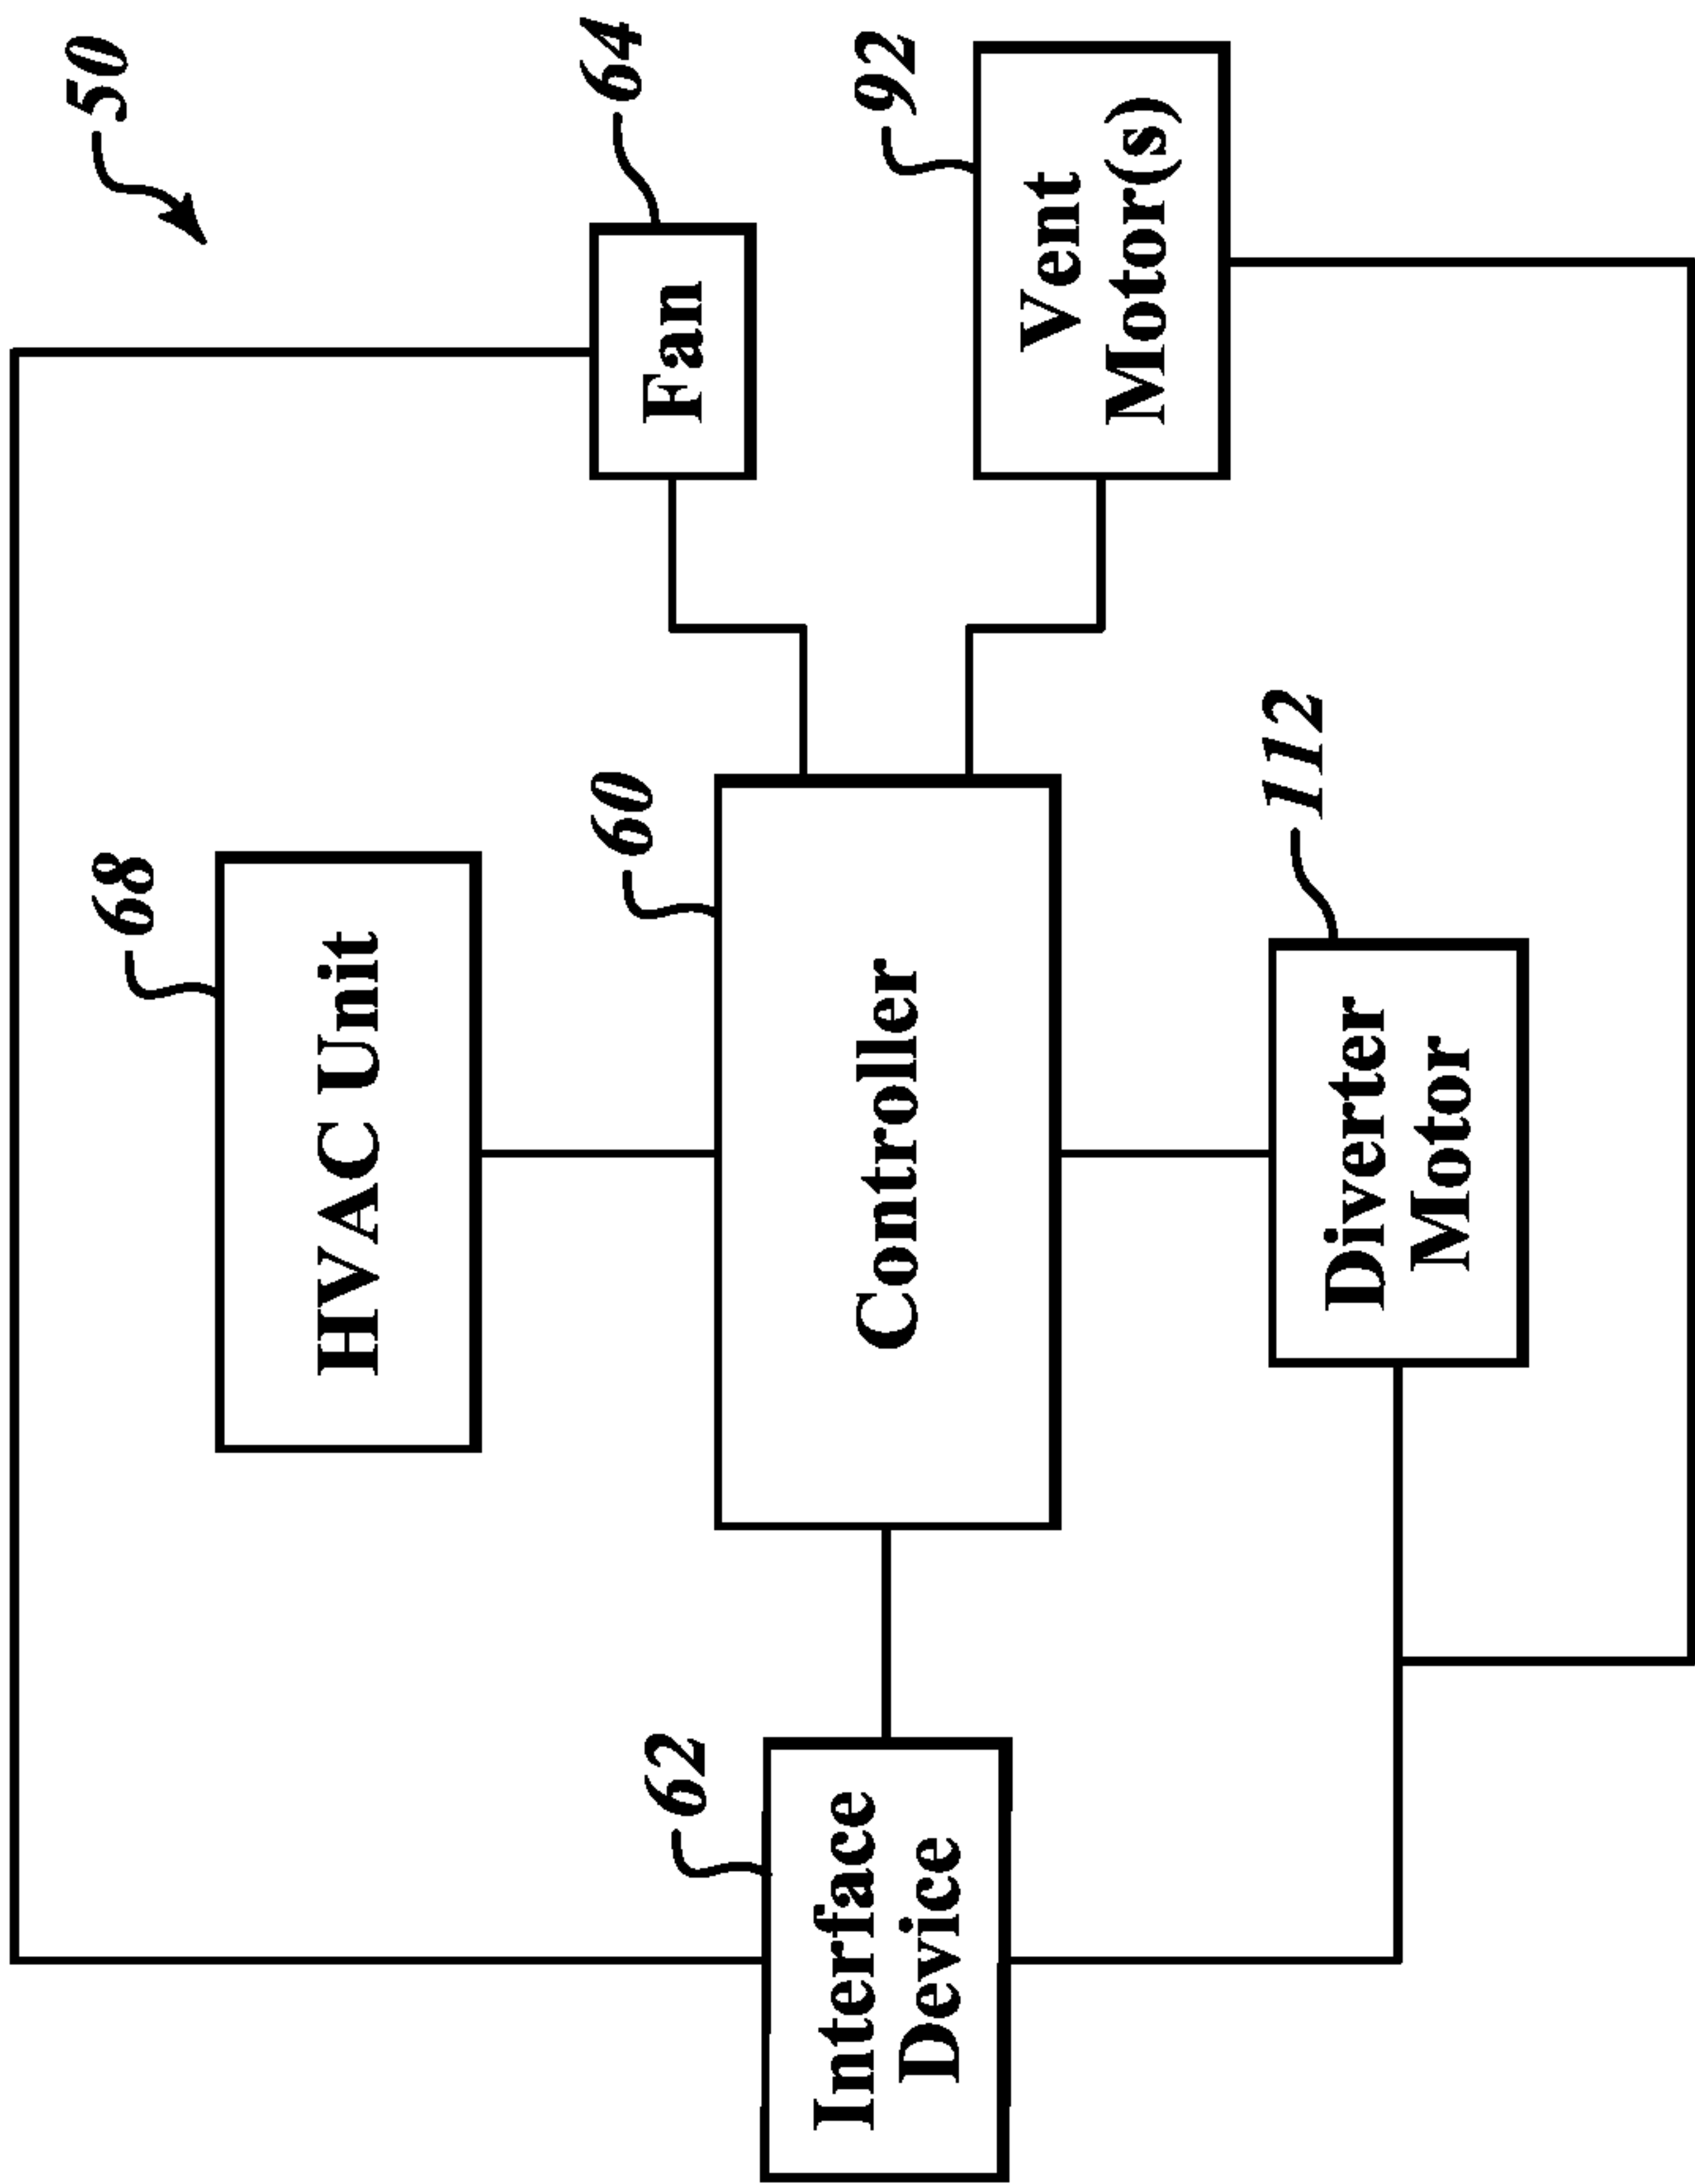 50
68
HVAC Unit
64
Fan
60
Controller
62
Interface
Device
92
Vent
Motor(s)
112
Diverter
Motor